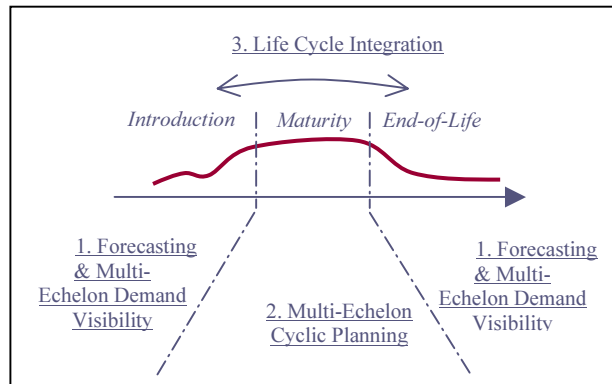 3. Life Cycle Integration
Introduction
Maturity
End-of-Life
1. Forecasting
& Multi-
Echelon Demand
Visibility
2. Multi-Echelon
Cyclic Planning
1. Forecasting
& Multi-
Echelon Demand
Visibility